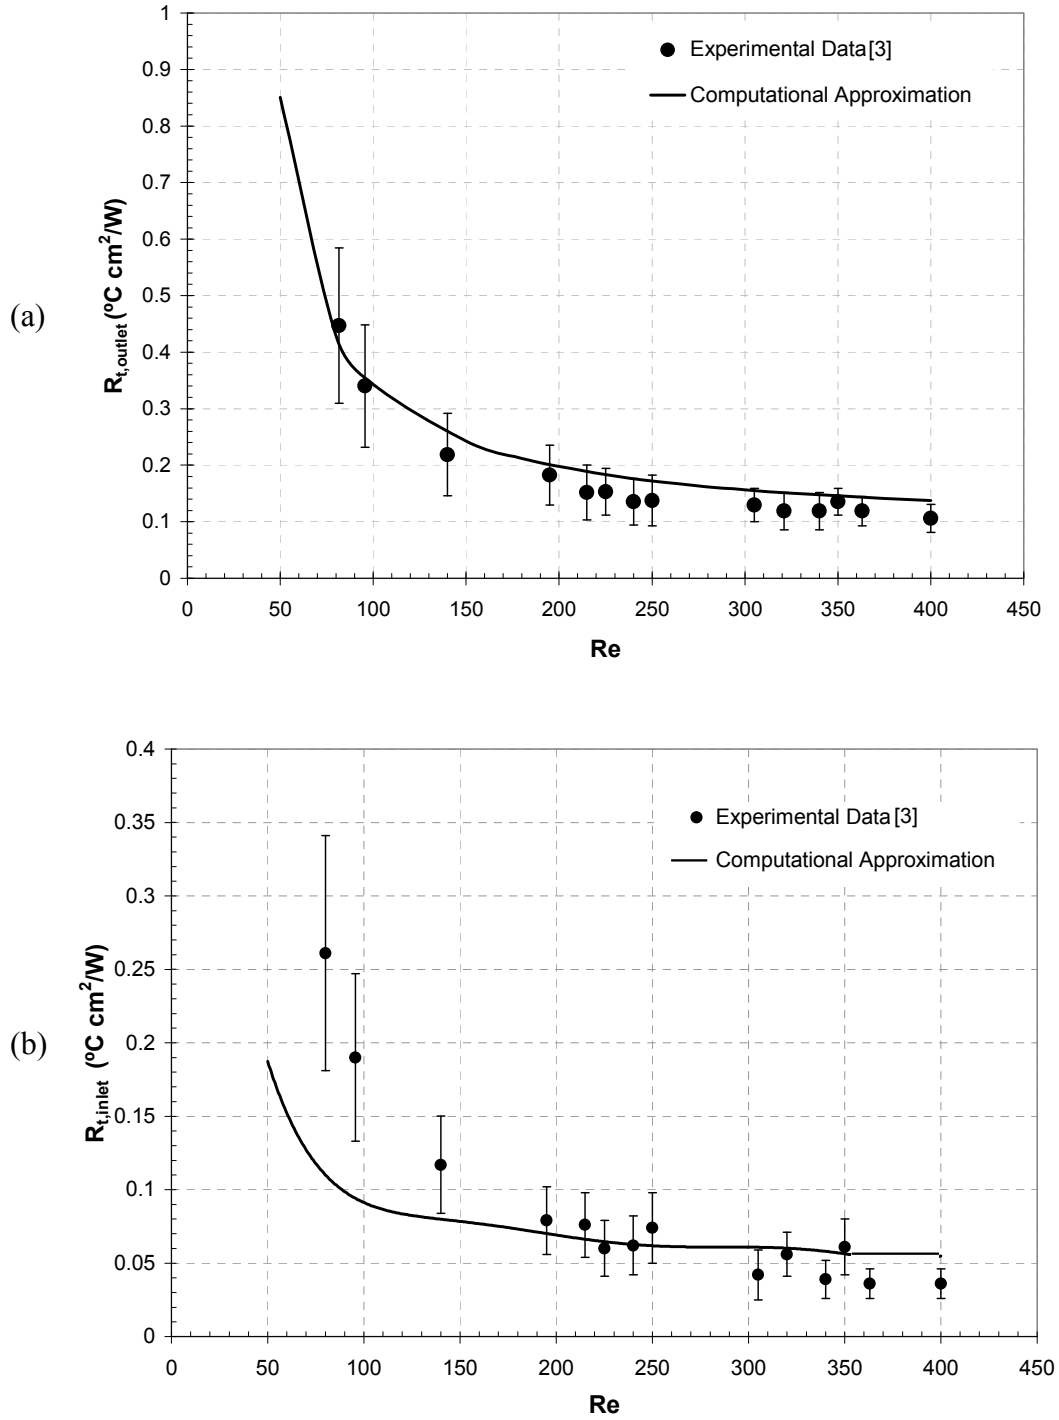 1
0.9
0.8
0.7
0.6
0.5
0.4
0.3
0.2
0.1
0
Rt,outlet (ºC cm²/W)
(a)
Experimental Data [3]
Computational Approximation
0 50 100 150 200 250 300 350 400 450
Re
0.4
0.35
0.3
0.25
0.2
0.15
0.1
0.05
0
Rt,inlet (ºC cm²/W)
(b)
Experimental Data [3]
Computational Approximation
0 50 100 150 200 250 300 350 400 450
Re